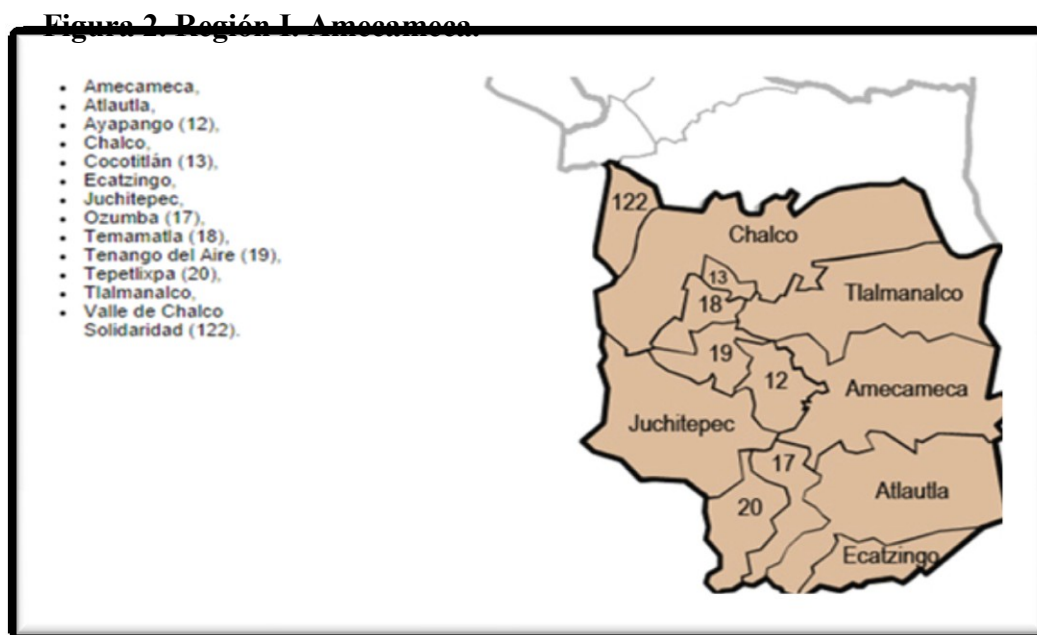 Figura 2. Región I. Amecameca.
• Amecameca,
• Atlautla,
• Ayapango (12),
• Chalco,
• Cocotitlán (13),
• Ecatzingo,
• Juchitepec,
• Ozumba (17),
• Temamatla (18),
• Tenango del Aire (19),
• Tepetlixpa (20),
• Tlalmanalco,
• Valle de Chalco
Solidaridad (122).
122
Chalco
13
18
Tlalmanalco
19
12
Amecameca
Juchitepec
17
20
Atlautla
Ecatzingo